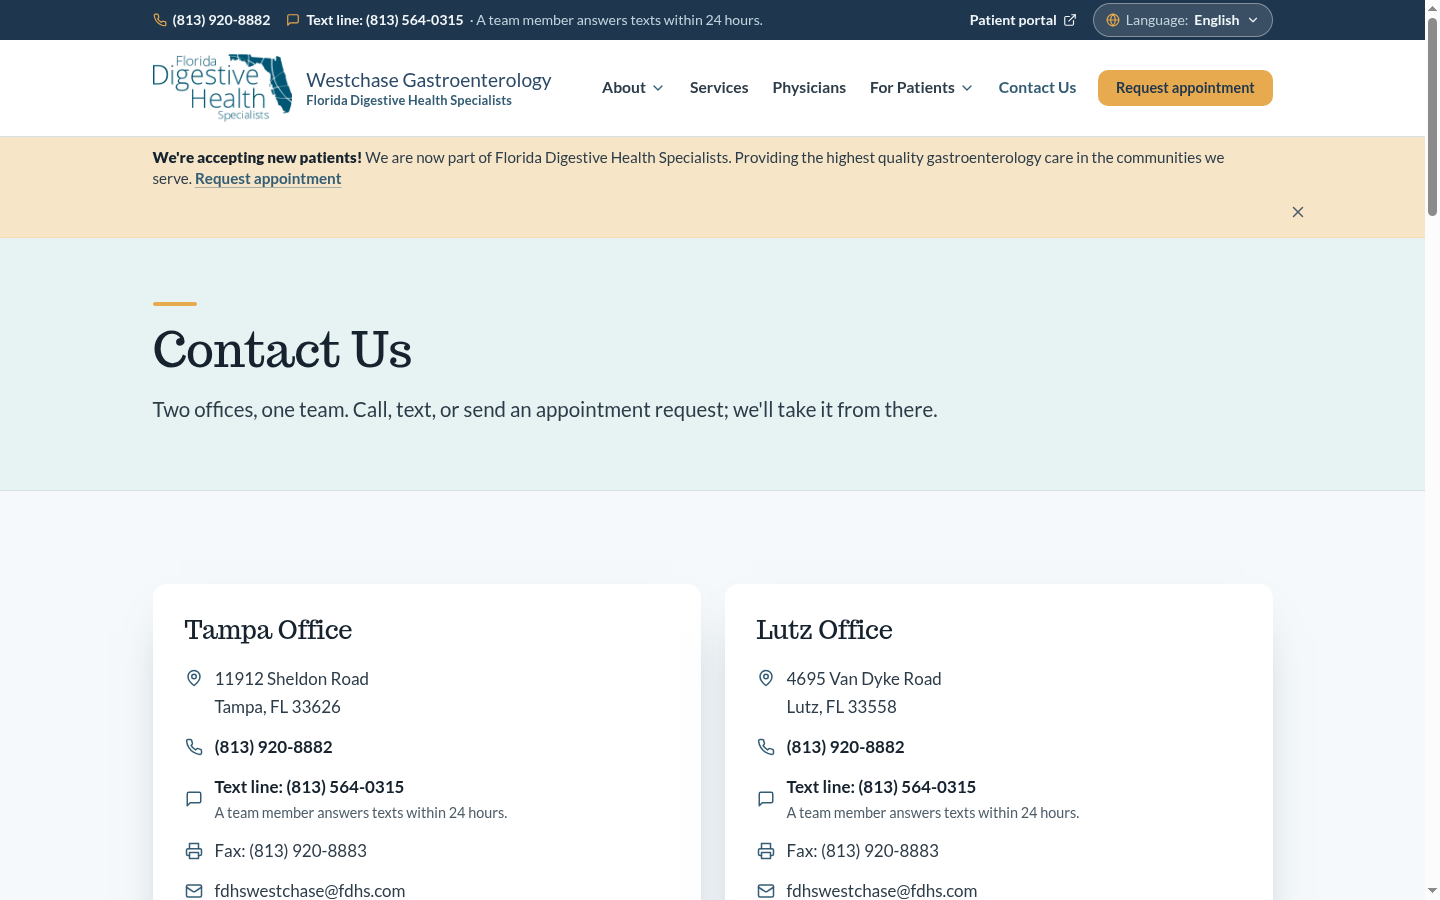 (813) 920-8882
Text line: (813) 564-0315 · A team member answers texts within 24 hours.
Patient portal
Language: English
Florida
Digestive
Health
Specialists
Westchase Gastroenterology
Florida Digestive Health Specialists
About
Services
Physicians
For Patients
Contact Us
Request appointment
We're accepting new patients! We are now part of Florida Digestive Health Specialists. Providing the highest quality gastroenterology care in the communities we
serve. Request appointment
Contact Us
Two offices, one team. Call, text, or send an appointment request; we'll take it from there.
Tampa Office
11912 Sheldon Road
Tampa, FL 33626
(813) 920-8882
Text line: (813) 564-0315
A team member answers texts within 24 hours.
Fax: (813) 920-8883
fdhswestchase@fdhs.com
Lutz Office
4695 Van Dyke Road
Lutz, FL 33558
(813) 920-8882
Text line: (813) 564-0315
A team member answers texts within 24 hours.
Fax: (813) 920-8883
fdhswestchase@fdhs.com